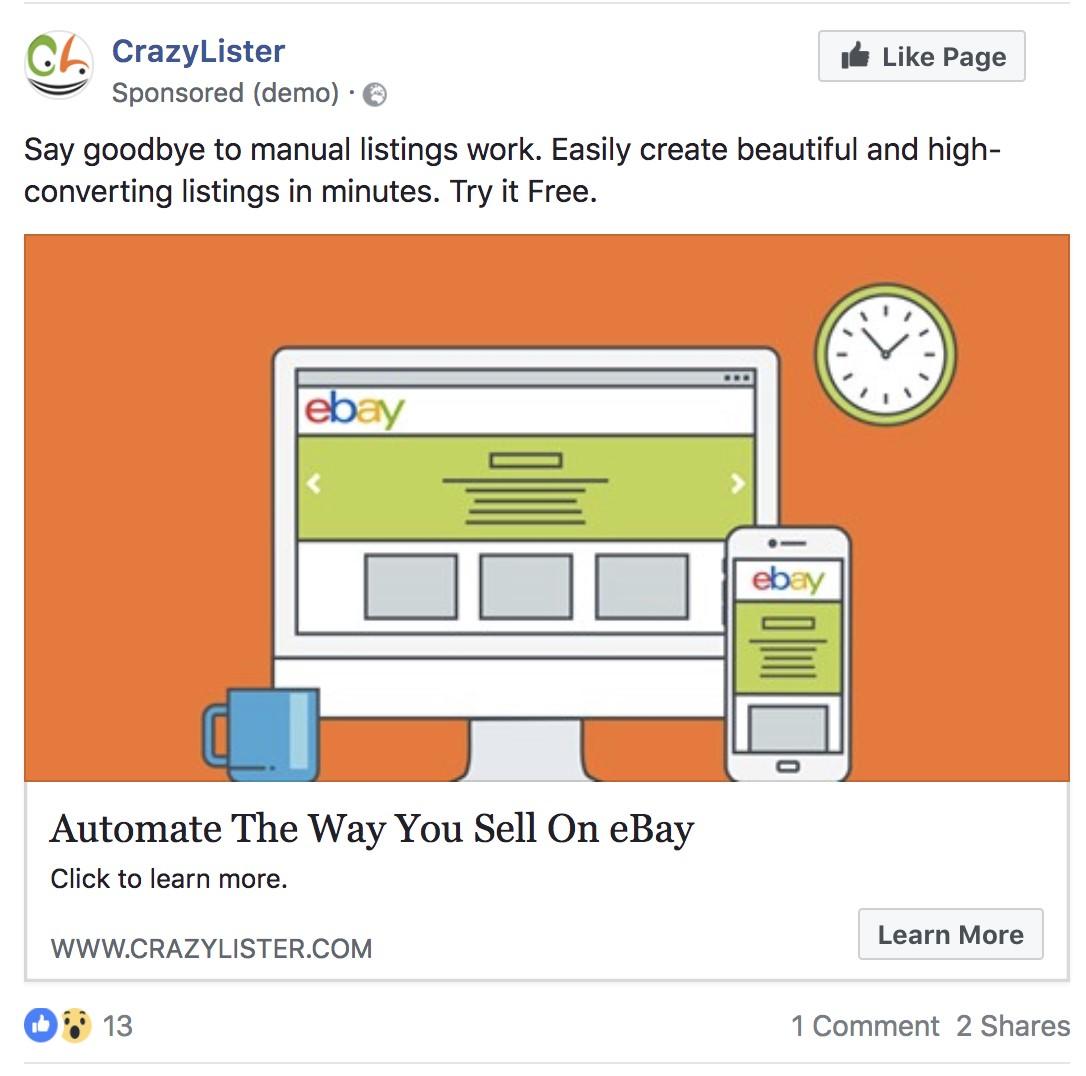 CrazyLister
Like Page
Sponsored (demo) ·
Say goodbye to manual listings work. Easily create beautiful and high-
converting listings in minutes. Try it Free.
ebay
ebay
Automate The Way You Sell On eBay
Click to learn more.
WWW.CRAZYLISTER.COM
Learn More
13
1 Comment 2 Shares